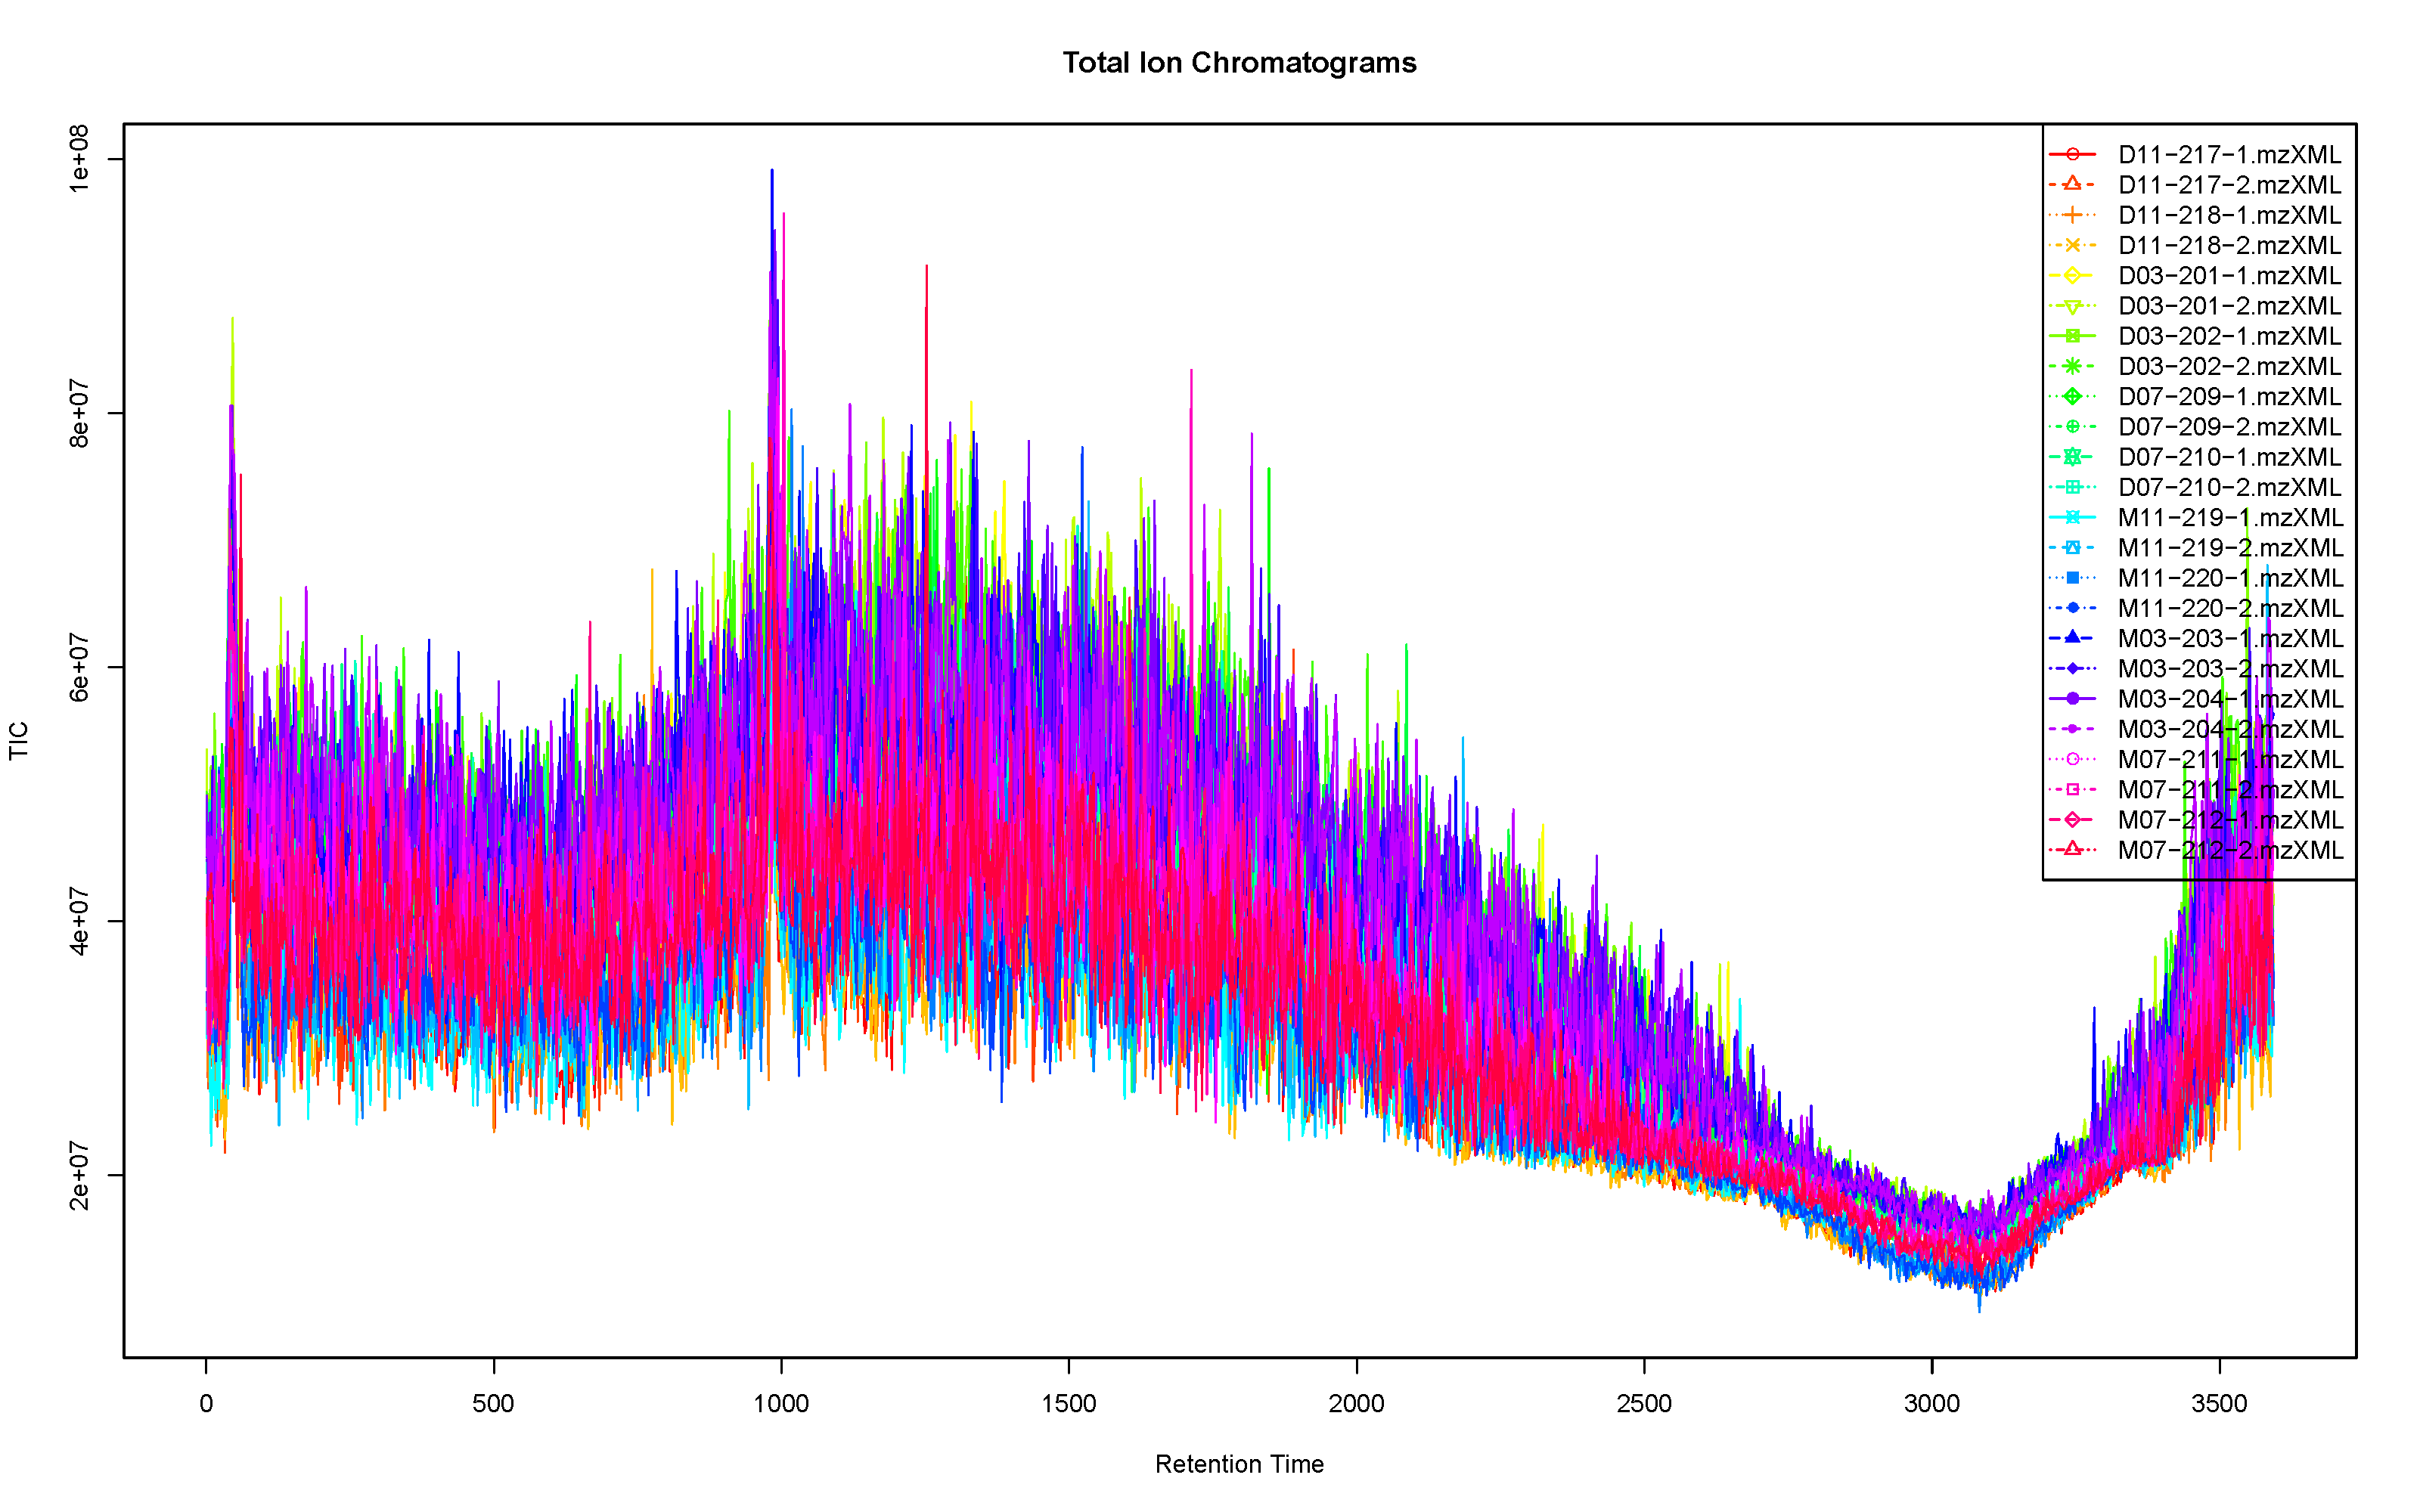 Total Ion Chromatograms
1e+08
8e+07
6e+07
4e+07
2e+07
TIC
0 500 1000 1500 2000 2500 3000 3500
Retention Time
D11-217-1.mzXML
D11-217-2.mzXML
D11-218-1.mzXML
D11-218-2.mzXML
D03-201-1.mzXML
D03-201-2.mzXML
D03-202-1.mzXML
D03-202-2.mzXML
D07-209-1.mzXML
D07-209-2.mzXML
D07-210-1.mzXML
D07-210-2.mzXML
M11-219-1.mzXML
M11-219-2.mzXML
M11-220-1.mzXML
M11-220-2.mzXML
M03-203-1.mzXML
M03-203-2.mzXML
M03-204-1.mzXML
M03-204-2.mzXML
M07-211-1.mzXML
M07-211-2.mzXML
M07-212-1.mzXML
M07-212-2.mzXML